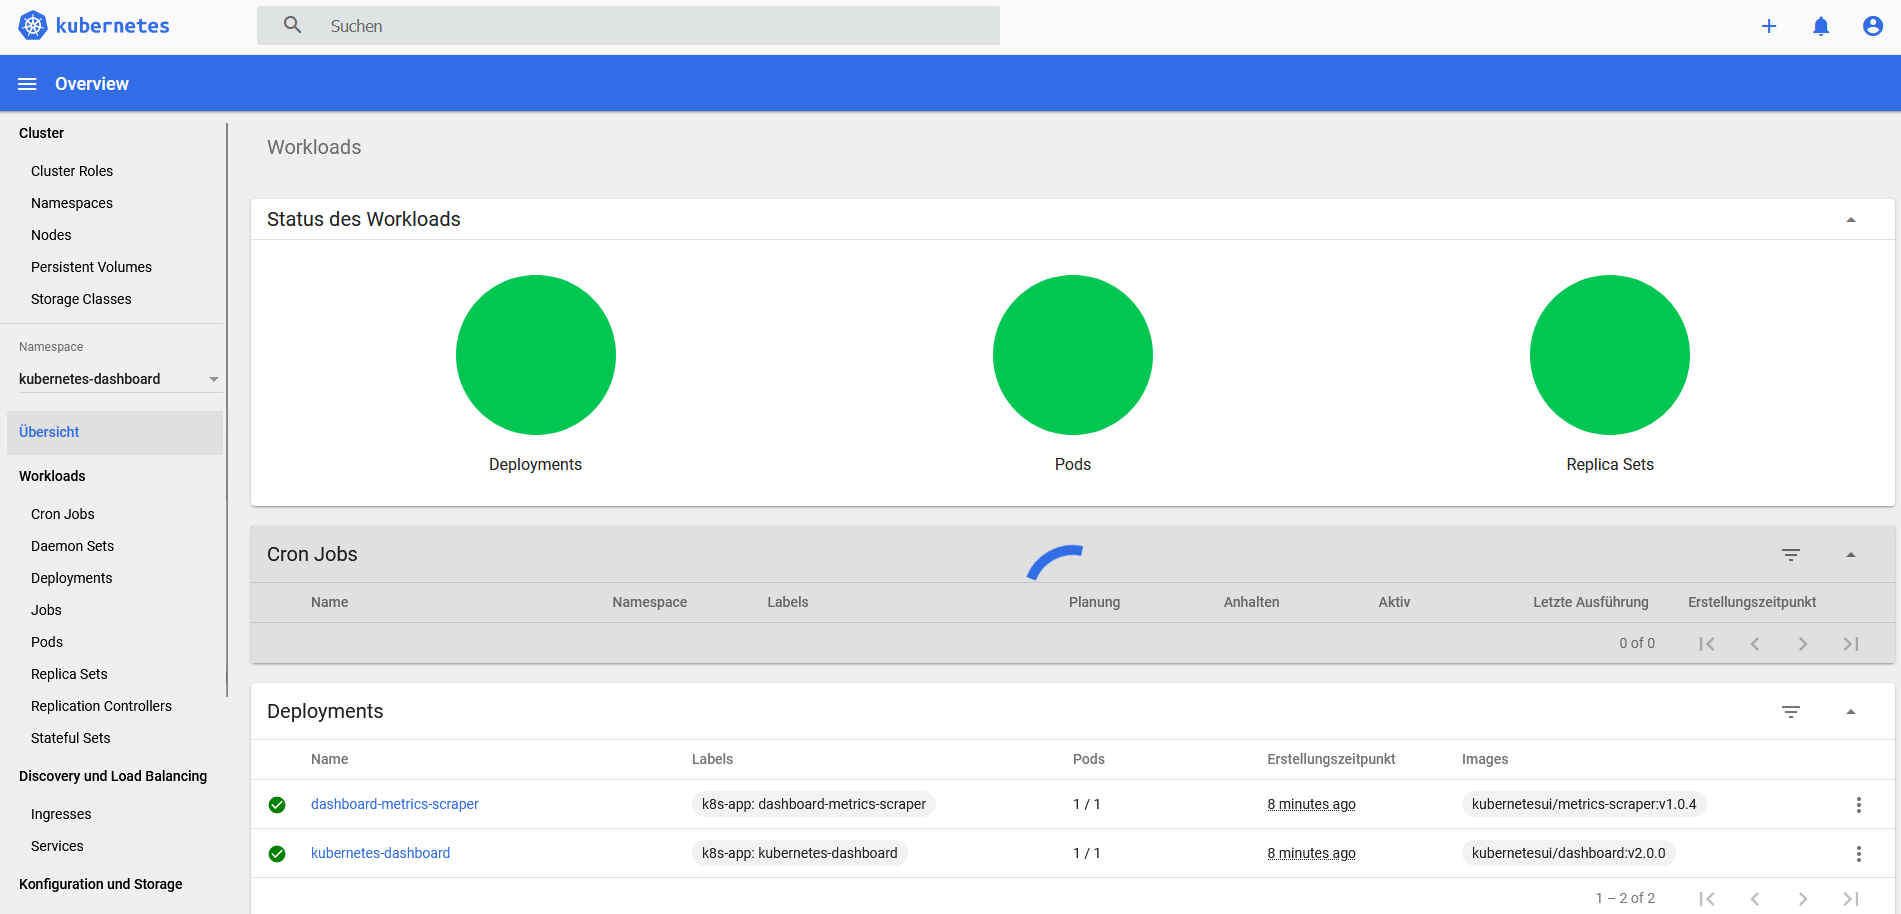 kubernetes
Suchen
Overview
Cluster
Cluster Roles
Namespaces
Nodes
Persistent Volumes
Storage Classes
Namespace
kubernetes-dashboard
Übersicht
Workloads
Cron Jobs
Daemon Sets
Deployments
Jobs
Pods
Replica Sets
Replication Controllers
Stateful Sets
Discovery und Load Balancing
Ingresses
Services
Konfiguration und Storage
Workloads
Status des Workloads
Deployments Pods Replica Sets
Cron Jobs
Name Namespace Labels Planung Anhalten Aktiv Letzte Ausführung Erstellungszeitpunkt
0 of 0
Deployments
Name Labels Pods Erstellungszeitpunkt Images
dashboard-metrics-scraper k8s-app: dashboard-metrics-scraper 1 / 1 8 minutes ago kubernetesui/metrics-scraper:v1.0.4
kubernetes-dashboard k8s-app: kubernetes-dashboard 1 / 1 8 minutes ago kubernetesui/dashboard:v2.0.0
1 – 2 of 2